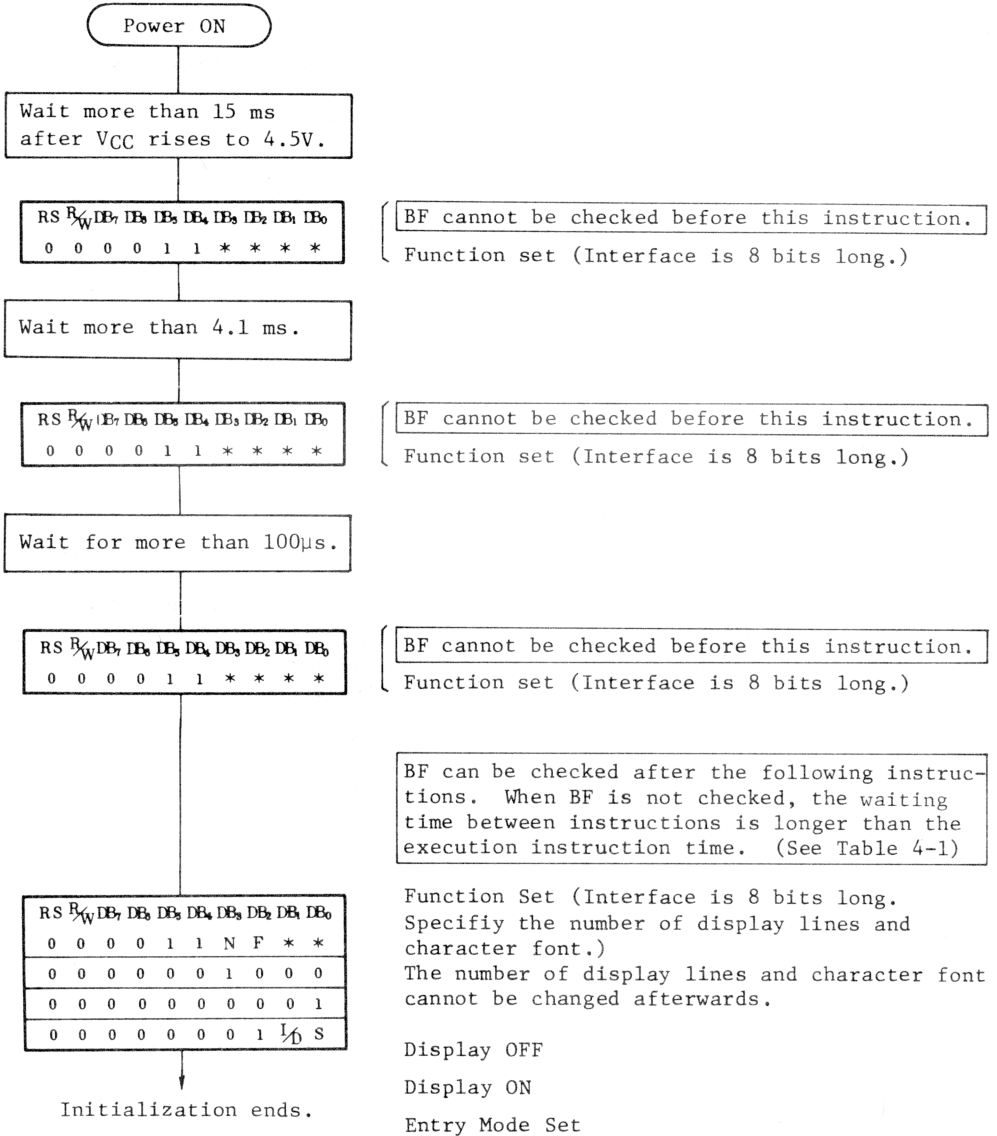 Power ON
Wait more than 15 ms
after VCC rises to 4.5V.
RS R/W DB7 DB6 DB5 DB4 DB3 DB2 DB1 DB0
0 0 0 0 1 1 * * * *
BF cannot be checked before this instruction.
Function set (Interface is 8 bits long.)
Wait more than 4.1 ms.
RS R/W DB7 DB6 DB5 DB4 DB3 DB2 DB1 DB0
0 0 0 0 1 1 * * * *
BF cannot be checked before this instruction.
Function set (Interface is 8 bits long.)
Wait for more than 100µs.
RS R/W DB7 DB6 DB5 DB4 DB3 DB2 DB1 DB0
0 0 0 0 1 1 * * * *
BF cannot be checked before this instruction.
Function set (Interface is 8 bits long.)
BF can be checked after the following instruc-
tions. When BF is not checked, the waiting
time between instructions is longer than the
execution instruction time. (See Table 4-1)
RS R/W DB7 DB6 DB5 DB4 DB3 DB2 DB1 DB0
0 0 0 0 1 1 N F * *
0 0 0 0 0 0 1 0 0 0
0 0 0 0 0 0 0 0 0 1
0 0 0 0 0 0 0 1 I/D S
Function Set (Interface is 8 bits long.
Specifiy the number of display lines and
character font.)
The number of display lines and character font
cannot be changed afterwards.
Display OFF
Display ON
Entry Mode Set
Initialization ends.